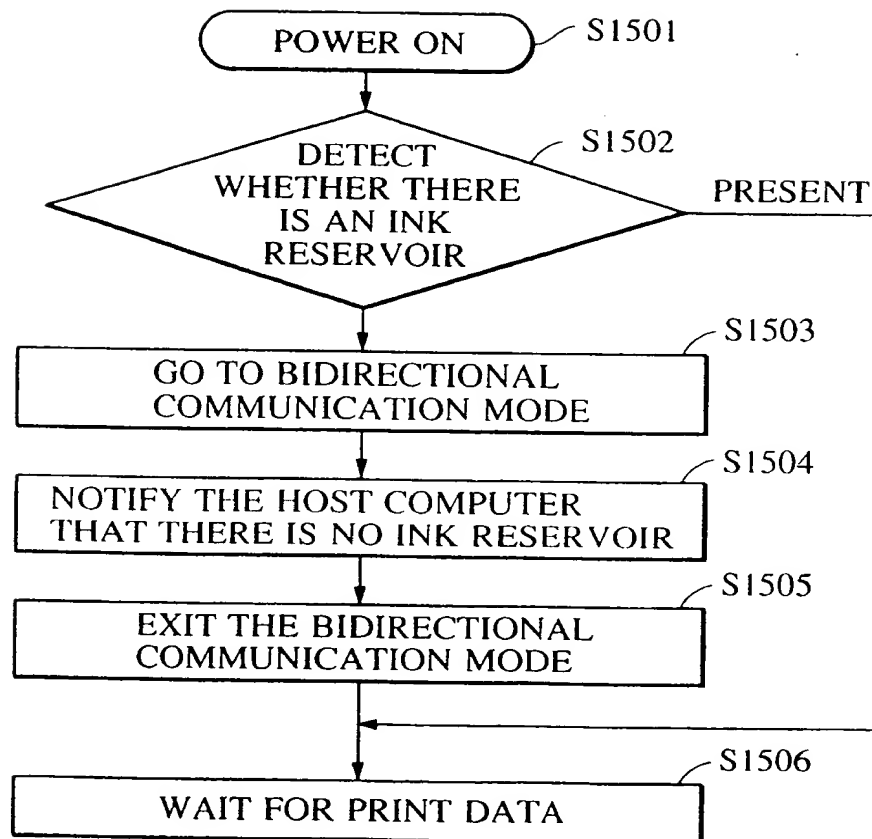 POWER ON
S1501
S1502
DETECT
WHETHER THERE
IS AN INK
RESERVOIR
PRESENT
S1503
GO TO BIDIRECTIONAL
COMMUNICATION MODE
S1504
NOTIFY THE HOST COMPUTER
THAT THERE IS NO INK RESERVOIR
S1505
EXIT THE BIDIRECTIONAL
COMMUNICATION MODE
S1506
WAIT FOR PRINT DATA